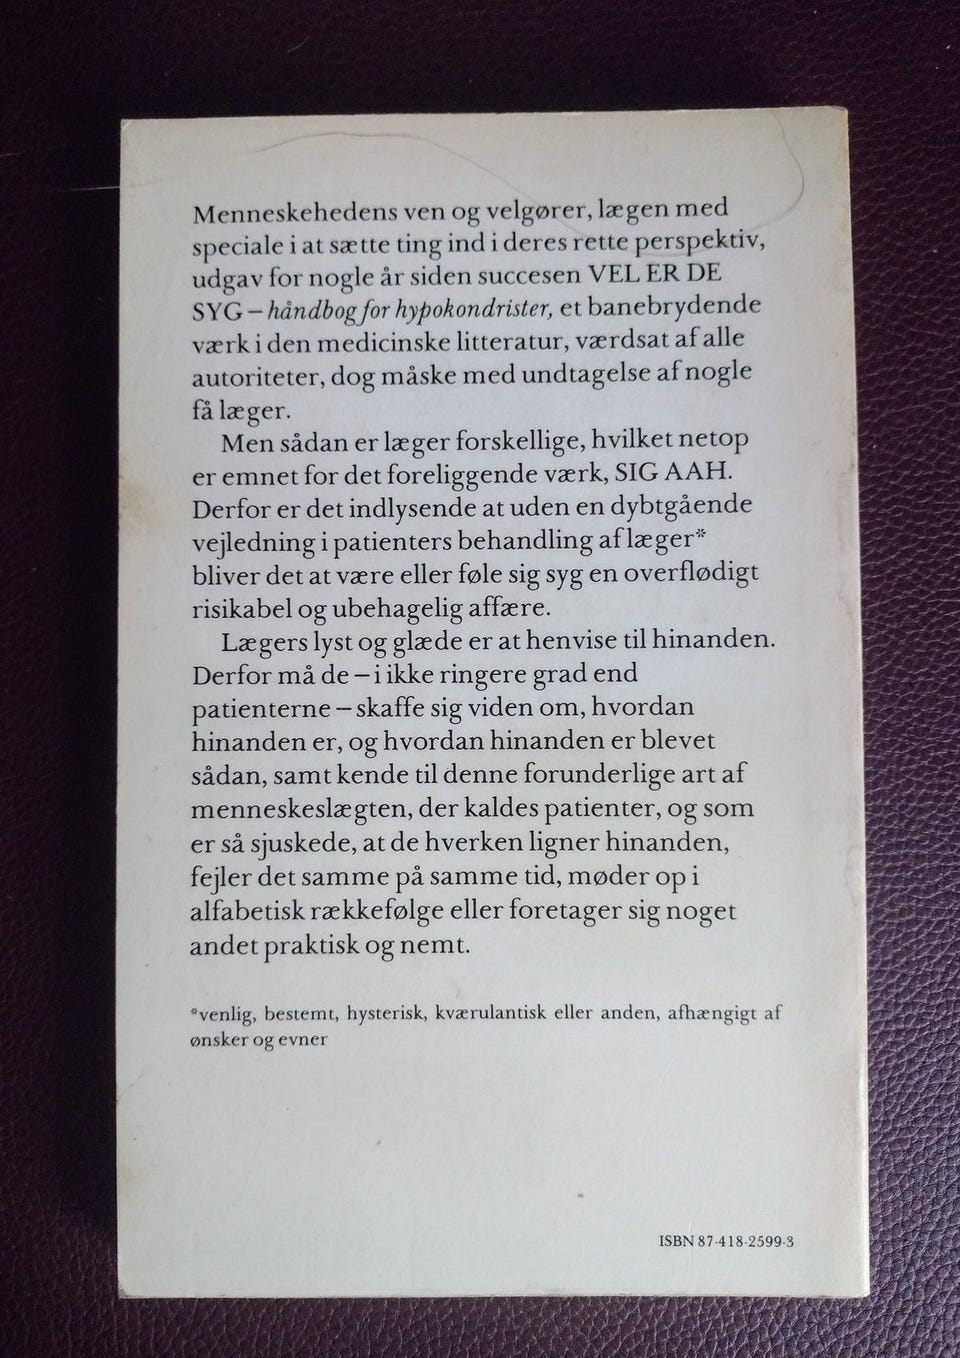 Menneskehedens ven og velgører, lægen med
speciale i at sætte ting ind i deres rette perspektiv,
udgav for nogle år siden succesen VEL ER DE
SYG – håndbog for hypokondrister, et banebrydende
værk i den medicinske litteratur, værdsat af alle
autoriteter, dog måske med undtagelse af nogle
få læger.
Men sådan er læger forskellige, hvilket netop
er emnet for det foreliggende værk, SIG AAH.
Derfor er det indlysende at uden en dybtgående
vejledning i patienters behandling af læger*
bliver det at være eller føle sig syg en overflødigt
risikabel og ubehagelig affære.
Lægers lyst og glæde er at henvise til hinanden.
Derfor må de – i ikke ringere grad end
patienterne – skaffe sig viden om, hvordan
hinanden er, og hvordan hinanden er blevet
sådan, samt kende til denne forunderlige art af
menneskeslægten, der kaldes patienter, og som
er så sjuskede, at de hverken ligner hinanden,
fejler det samme på samme tid, møder op i
alfabetisk rækkefølge eller foretager sig noget
andet praktisk og nemt.
*venlig, bestemt, hysterisk, kværulantisk eller anden, afhængigt af
ønsker og evner
ISBN 87-418-2599-3